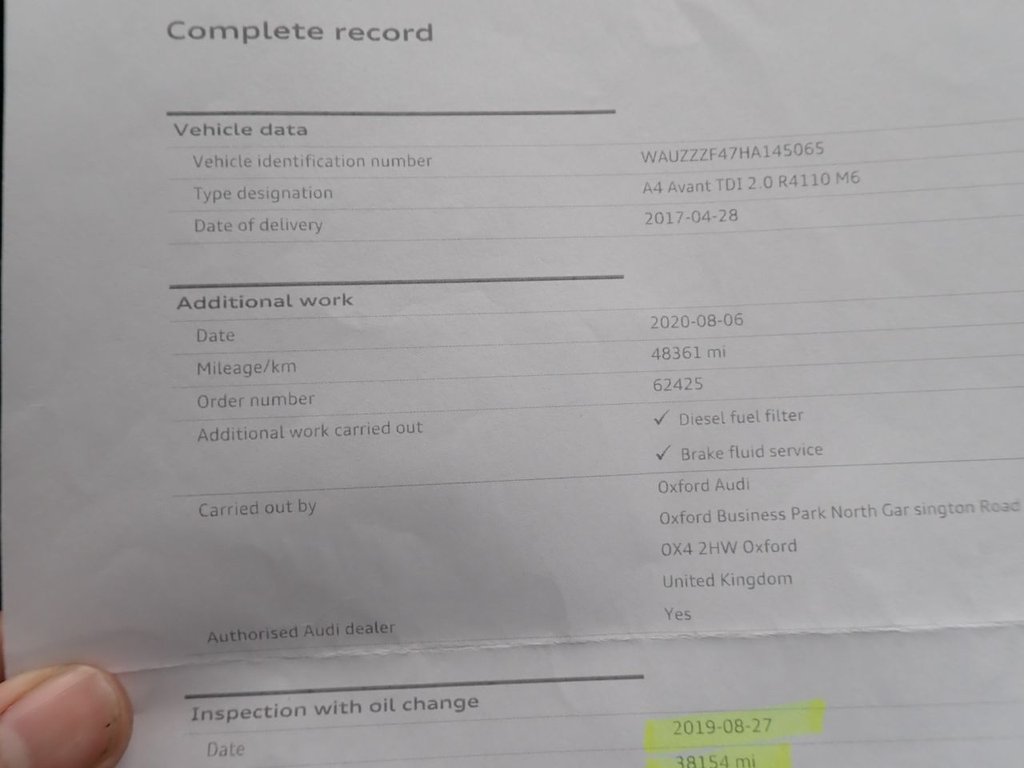 Complete record
Vehicle data
Vehicle identification number WAUZZZF47HA145065
Type designation A4 Avant TDI 2.0 R4110 M6
Date of delivery 2017-04-28
Additional work
Date 2020-08-06
Mileage/km 48361 mi
Order number 62425
Additional work carried out ✓ Diesel fuel filter
✓ Brake fluid service
Carried out by Oxford Audi
Oxford Business Park North Gar sington Road
OX4 2HW Oxford
United Kingdom
Authorised Audi dealer Yes
Inspection with oil change
Date 2019-08-27
38154 mi